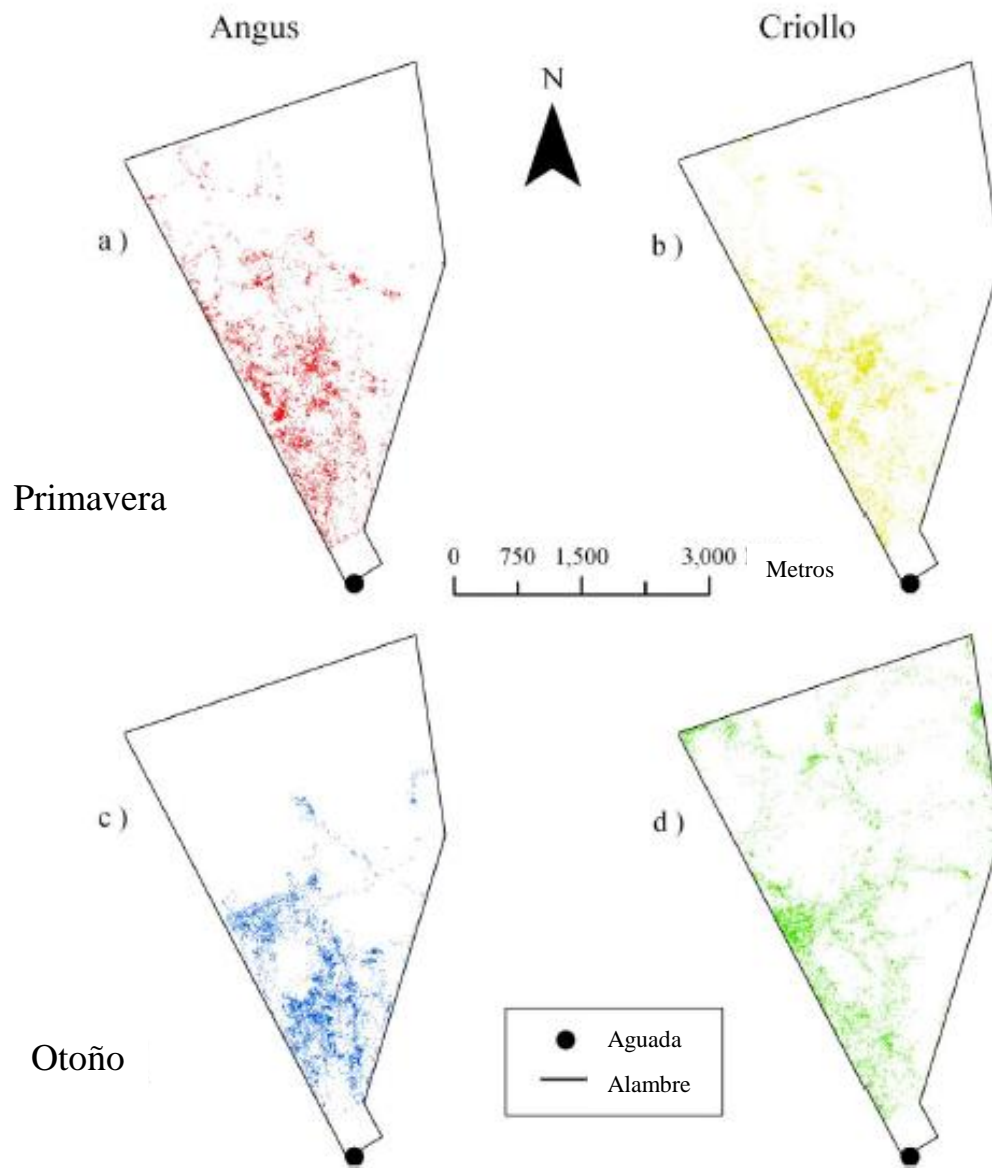 Angus
Criollo
N
a )
b )
Primavera
0 750 1,500 3,000
Metros
c )
d )
Otoño
Aguada
Alambre